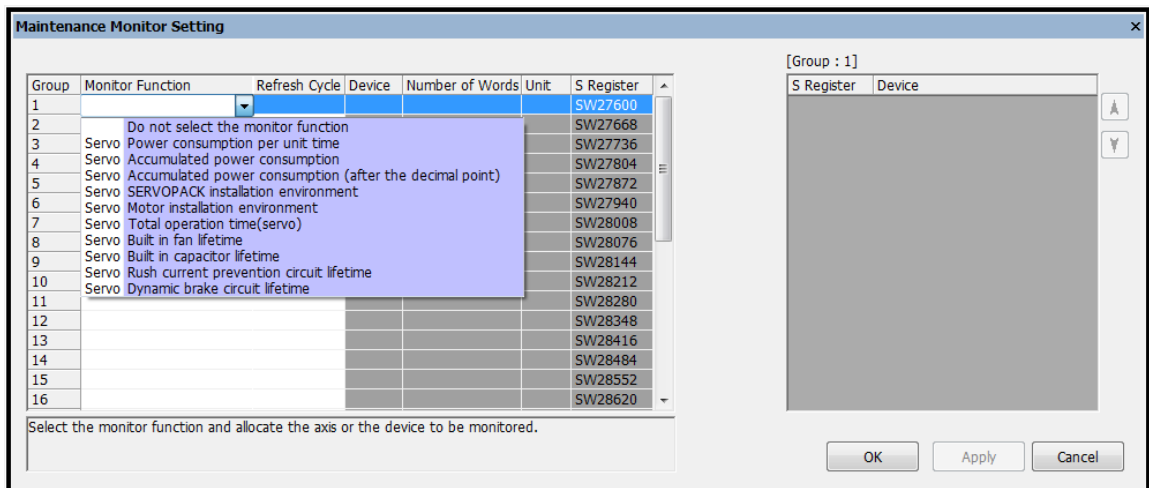 Maintenance Monitor Setting
[Group : 1]
Group Monitor Function Refresh Cycle Device Number of Words Unit S Register
S Register Device
1 SW27600
2 Do not select the monitor function SW27668
3 Servo Power consumption per unit time SW27736
4 Servo Accumulated power consumption SW27804
Servo Accumulated power consumption (after the decimal point)
5 Servo SERVOPACK installation environment SW27872
6 Servo Motor installation environment SW27940
7 Servo Total operation time(servo) SW28008
8 Servo Built in fan lifetime SW28076
9 Servo Built in capacitor lifetime SW28144
10 Servo Rush current prevention circuit lifetime SW28212
Servo Dynamic brake circuit lifetime
11 SW28280
12 SW28348
13 SW28416
14 SW28484
15 SW28552
16 SW28620
Select the monitor function and allocate the axis or the device to be monitored.
OK Apply Cancel